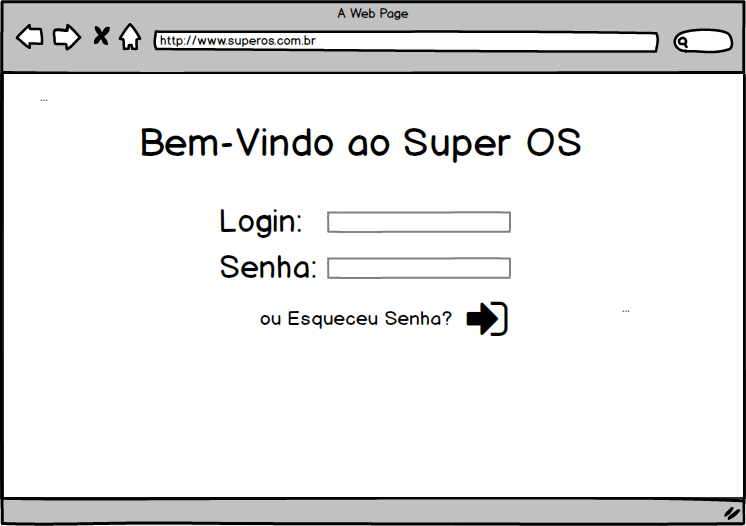 A Web Page
http://www.superos.com.br
...
Bem-Vindo ao Super OS
Login:
Senha:
ou Esqueceu Senha?
...